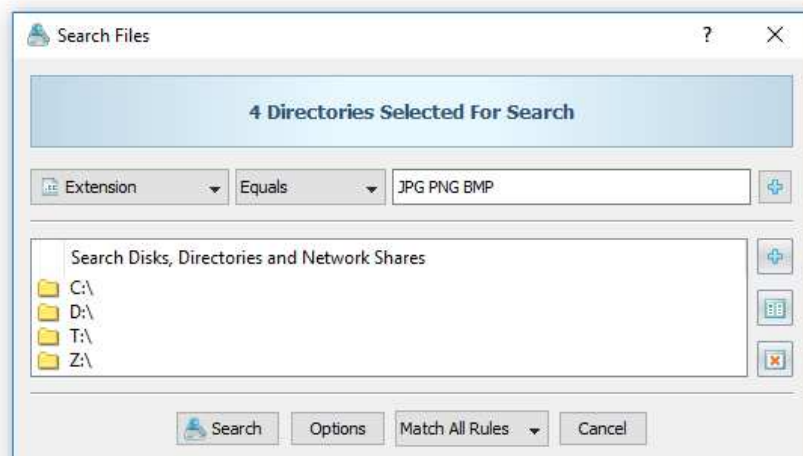 Search Files
?
4 Directories Selected For Search
Extension Equals JPG PNG BMP
Search Disks, Directories and Network Shares
C:\
D:\
T:\
Z:\
Search Options Match All Rules Cancel